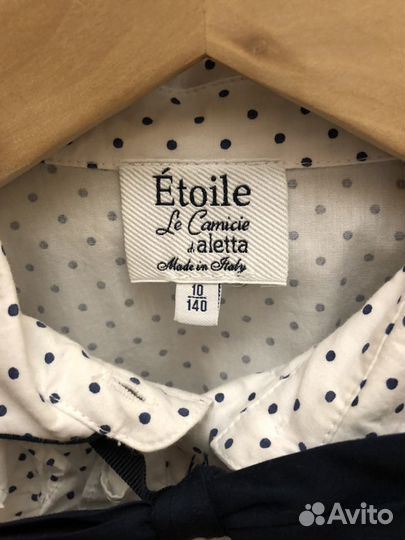 Étoile
Le Camicie
di aletta
Made in Italy
10
140
Avito